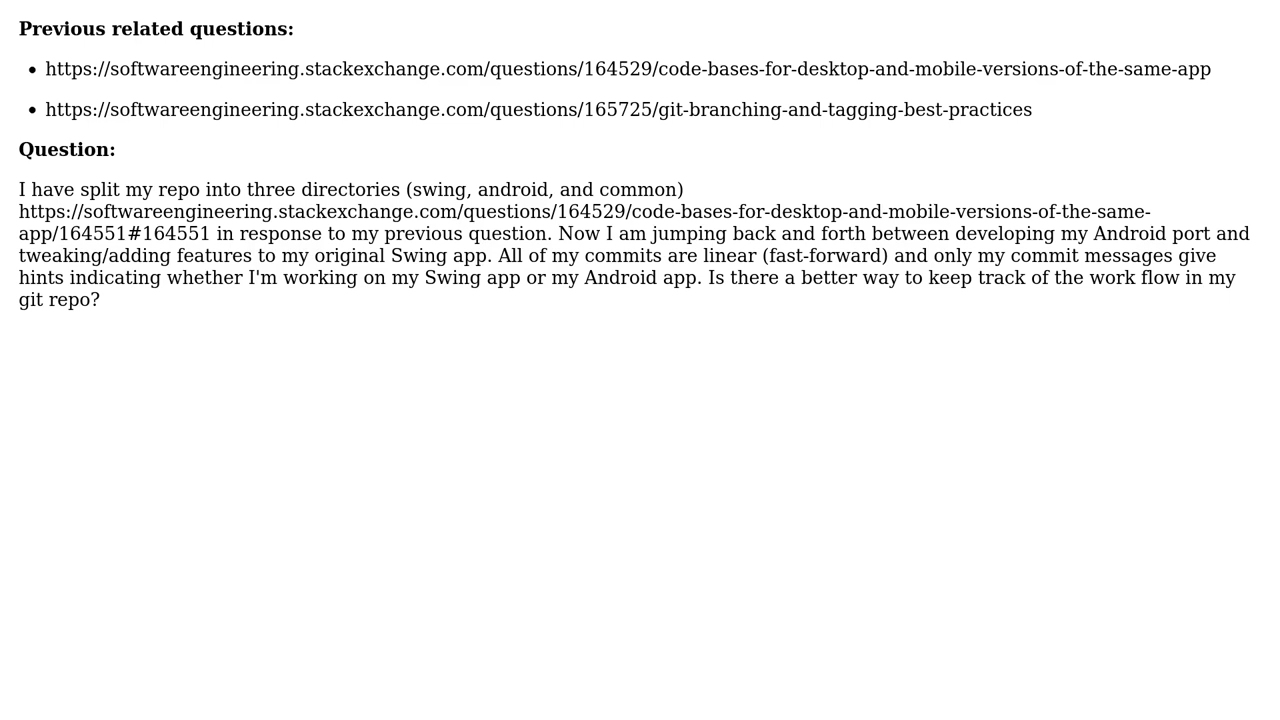 Previous related questions:
• https://softwareengineering.stackexchange.com/questions/164529/code-bases-for-desktop-and-mobile-versions-of-the-same-app
• https://softwareengineering.stackexchange.com/questions/165725/git-branching-and-tagging-best-practices
Question:
I have split my repo into three directories (swing, android, and common)
https://softwareengineering.stackexchange.com/questions/164529/code-bases-for-desktop-and-mobile-versions-of-the-same-
app/164551#164551 in response to my previous question. Now I am jumping back and forth between developing my Android port and
tweaking/adding features to my original Swing app. All of my commits are linear (fast-forward) and only my commit messages give
hints indicating whether I'm working on my Swing app or my Android app. Is there a better way to keep track of the work flow in my
git repo?